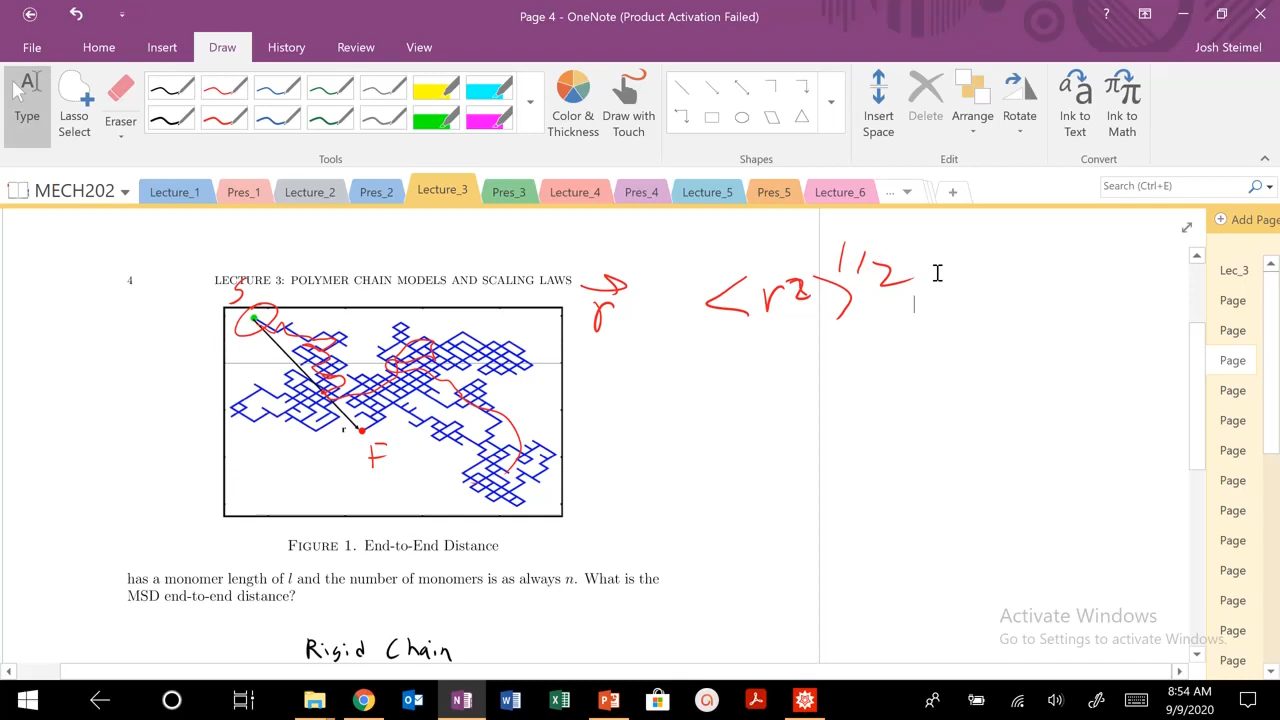 Page 4 - OneNote (Product Activation Failed)
?
File Home Insert Draw History Review View Josh Steimel
Type
Lasso Select
Eraser
Color & Thickness
Draw with Touch
Insert Space
Delete
Arrange
Rotate
Ink to Text
Ink to Math
Tools Shapes Edit Convert
MECH202 Lecture_1 Pres_1 Lecture_2 Pres_2 Lecture_3 Pres_3 Lecture_4 Pres_4 Lecture_5 Pres_5 Lecture_6 ... Search (Ctrl+E)
Add Page
4 LECTURE 3: POLYMER CHAIN MODELS AND SCALING LAWS
r
<r2>1/2
S
r
F
FIGURE 1. End-to-End Distance
has a monomer length of l and the number of monomers is as always n. What is the
MSD end-to-end distance?
Rigid Chain
Lec_3
Page
Page
Page
Page
Page
Page
Page
Page
Page
Page
Page
Page
Page
Activate Windows
Go to Settings to activate Windows.
8:54 AM
9/9/2020